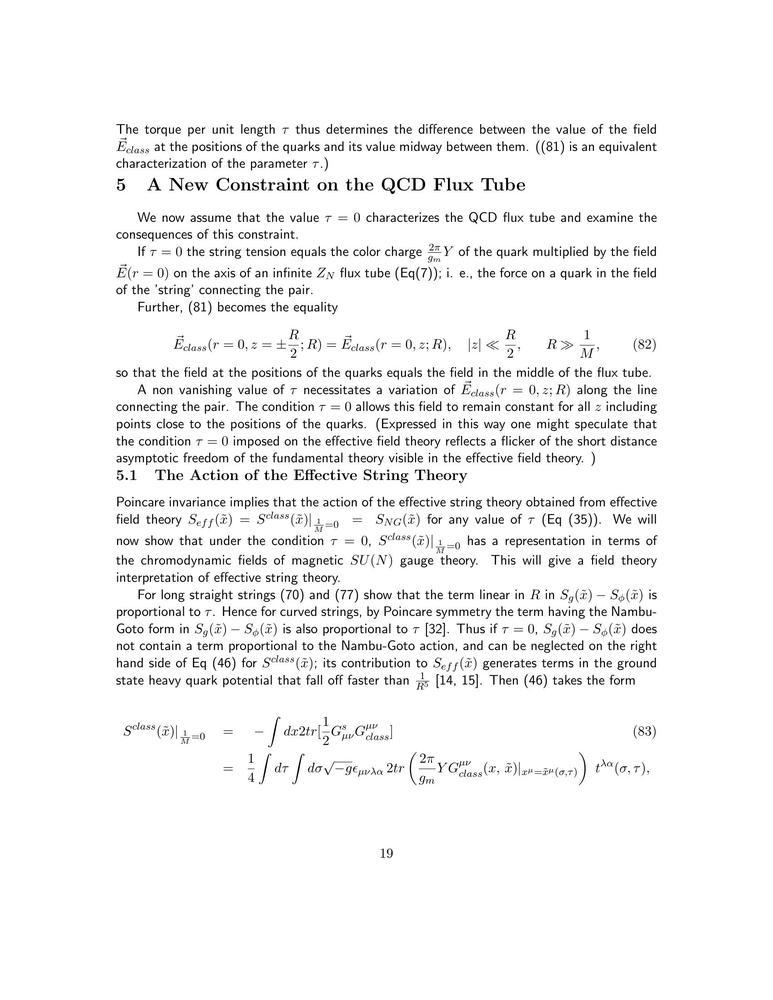 The torque per unit length τ thus determines the difference between the value of the field
$\vec{E}_{class}$ at the positions of the quarks and its value midway between them. ((81) is an equivalent
characterization of the parameter τ.)
5 A New Constraint on the QCD Flux Tube
We now assume that the value τ = 0 characterizes the QCD flux tube and examine the
consequences of this constraint.
If τ = 0 the string tension equals the color charge $\frac{2\pi}{g_m}Y$ of the quark multiplied by the field
$\vec{E}(r = 0)$ on the axis of an infinite $Z_N$ flux tube (Eq(7)); i. e., the force on a quark in the field
of the 'string' connecting the pair.
Further, (81) becomes the equality
$\vec{E}_{class}(r = 0, z = \pm\frac{R}{2}; R) = \vec{E}_{class}(r = 0, z; R), \quad |z| \ll \frac{R}{2}, \quad R \gg \frac{1}{M},$ (82)
so that the field at the positions of the quarks equals the field in the middle of the flux tube.
A non vanishing value of τ necessitates a variation of $\vec{E}_{class}(r = 0, z; R)$ along the line
connecting the pair. The condition τ = 0 allows this field to remain constant for all z including
points close to the positions of the quarks. (Expressed in this way one might speculate that
the condition τ = 0 imposed on the effective field theory reflects a flicker of the short distance
asymptotic freedom of the fundamental theory visible in the effective field theory. )
5.1 The Action of the Effective String Theory
Poincare invariance implies that the action of the effective string theory obtained from effective
field theory $S_{eff}(\tilde{x}) = S^{class}(\tilde{x})|_{\frac{1}{M}=0} = S_{NG}(\tilde{x})$ for any value of τ (Eq (35)). We will
now show that under the condition τ = 0, $S^{class}(\tilde{x})|_{\frac{1}{M}=0}$ has a representation in terms of
the chromodynamic fields of magnetic SU(N) gauge theory. This will give a field theory
interpretation of effective string theory.
For long straight strings (70) and (77) show that the term linear in R in $S_g(\tilde{x}) - S_\phi(\tilde{x})$ is
proportional to τ. Hence for curved strings, by Poincare symmetry the term having the Nambu-
Goto form in $S_g(\tilde{x}) - S_\phi(\tilde{x})$ is also proportional to τ [32]. Thus if τ = 0, $S_g(\tilde{x}) - S_\phi(\tilde{x})$ does
not contain a term proportional to the Nambu-Goto action, and can be neglected on the right
hand side of Eq (46) for $S^{class}(\tilde{x})$; its contribution to $S_{eff}(\tilde{x})$ generates terms in the ground
state heavy quark potential that fall off faster than $\frac{1}{R^5}$ [14, 15]. Then (46) takes the form
$S^{class}(\tilde{x})|_{\frac{1}{M}=0} = -\int dx 2tr[\frac{1}{2}G^s_{\mu\nu}G^{\mu\nu}_{class}]$ (83)
$= \frac{1}{4}\int d\tau \int d\sigma \sqrt{-g}\epsilon_{\mu\nu\lambda\alpha} 2tr\left(\frac{2\pi}{g_m}Y G^{\mu\nu}_{class}(x, \tilde{x})|_{x^\mu=\tilde{x}^\mu(\sigma,\tau)}\right) t^{\lambda\alpha}(\sigma, \tau),$
19